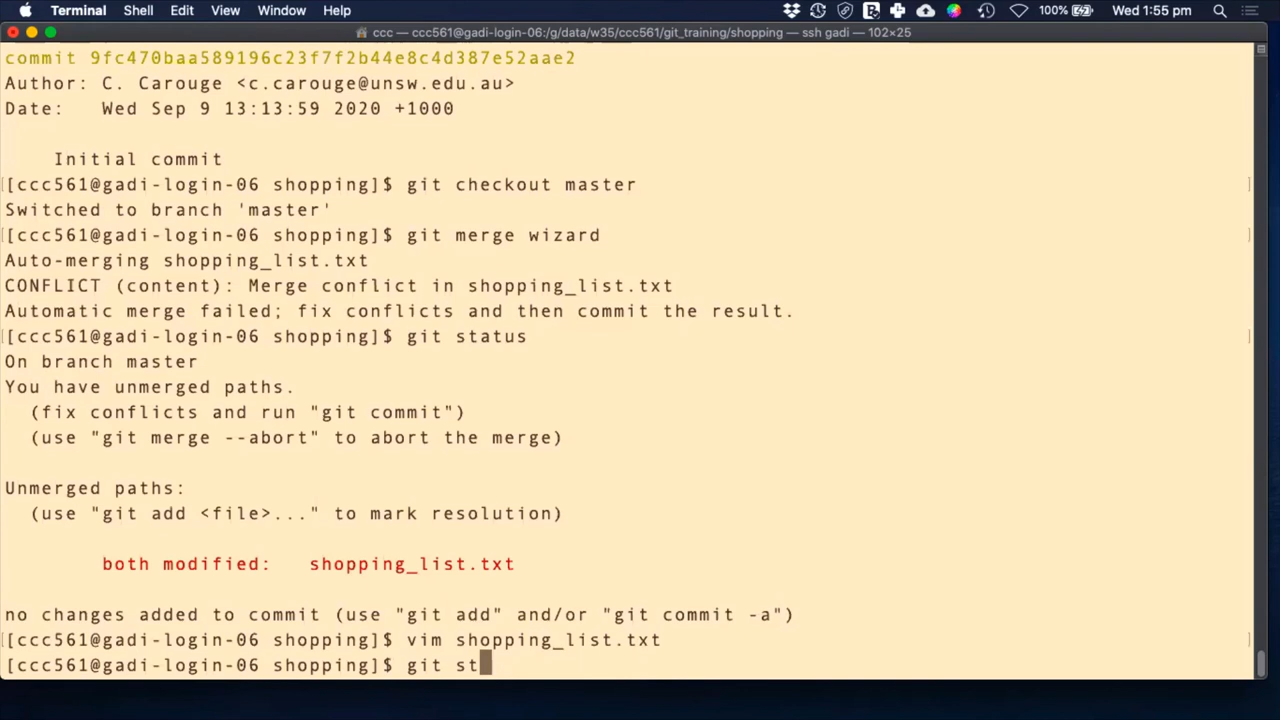 Terminal Shell Edit View Window Help 100% Wed 1:55 pm
ccc — ccc561@gadi-login-06:/g/data/w35/ccc561/git_training/shopping — ssh gadi — 102×25
commit 9fc470baa589196c23f7f2b44e8c4d387e52aae2
Author: C. Carouge <c.carouge@unsw.edu.au>
Date:   Wed Sep 9 13:13:59 2020 +1000
    Initial commit
[ccc561@gadi-login-06 shopping]$ git checkout master
Switched to branch 'master'
[ccc561@gadi-login-06 shopping]$ git merge wizard
Auto-merging shopping_list.txt
CONFLICT (content): Merge conflict in shopping_list.txt
Automatic merge failed; fix conflicts and then commit the result.
[ccc561@gadi-login-06 shopping]$ git status
On branch master
You have unmerged paths.
  (fix conflicts and run "git commit")
  (use "git merge --abort" to abort the merge)
Unmerged paths:
  (use "git add <file>..." to mark resolution)
        both modified:   shopping_list.txt
no changes added to commit (use "git add" and/or "git commit -a")
[ccc561@gadi-login-06 shopping]$ vim shopping_list.txt
[ccc561@gadi-login-06 shopping]$ git st